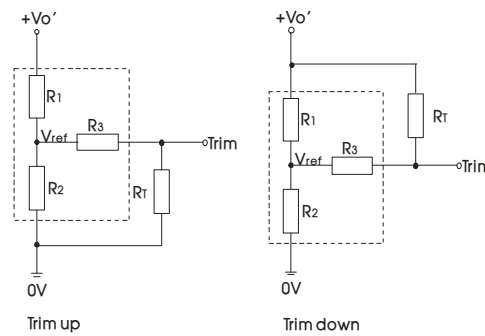 +Vo'
R1
Vref
R3
Trim
R2
RT
0V
Trim up
+Vo'
R1
RT
Vref
R3
Trim
R2
0V
Trim down